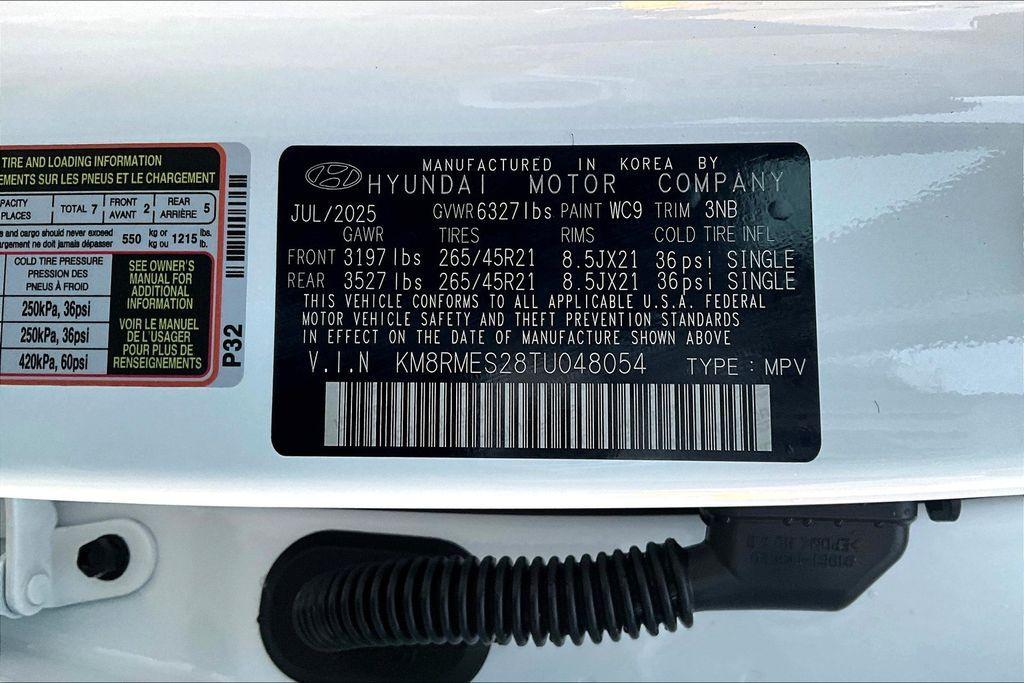 TIRE AND LOADING INFORMATION
EMENTS SUR LES PNEUS ET LE CHARGEMENT
PACITY TOTAL 7 FRONT 2 REAR 5
PLACES AVANT ARRIÈRE
s and cargo should never exceed 550 kg or 1215 lbs.
argement ne doit jamais dépasser kg ou lb.
COLD TIRE PRESSURE
PRESSION DES
PNEUS À FROID
250kPa, 36psi
250kPa, 36psi
420kPa, 60psi
SEE OWNER'S
MANUAL FOR
ADDITIONAL
INFORMATION
VOIR LE MANUEL
DE L'USAGER
POUR PLUS DE
RENSEIGNEMENTS
P32
MANUFACTURED IN KOREA BY
HYUNDAI MOTOR COMPANY
JUL/2025 GVWR 6327lbs PAINT WC9 TRIM 3NB
GAWR TIRES RIMS COLD TIRE INFL
FRONT 3197 lbs 265/45R21 8.5JX21 36psi SINGLE
REAR 3527 lbs 265/45R21 8.5JX21 36psi SINGLE
THIS VEHICLE CONFORMS TO ALL APPLICABLE U.S.A. FEDERAL
MOTOR VEHICLE SAFETY AND THEFT PREVENTION STANDARDS
IN EFFECT ON THE DATE OF MANUFACTURE SHOWN ABOVE
V.I.N KM8RMES28TU048054 TYPE : MPV